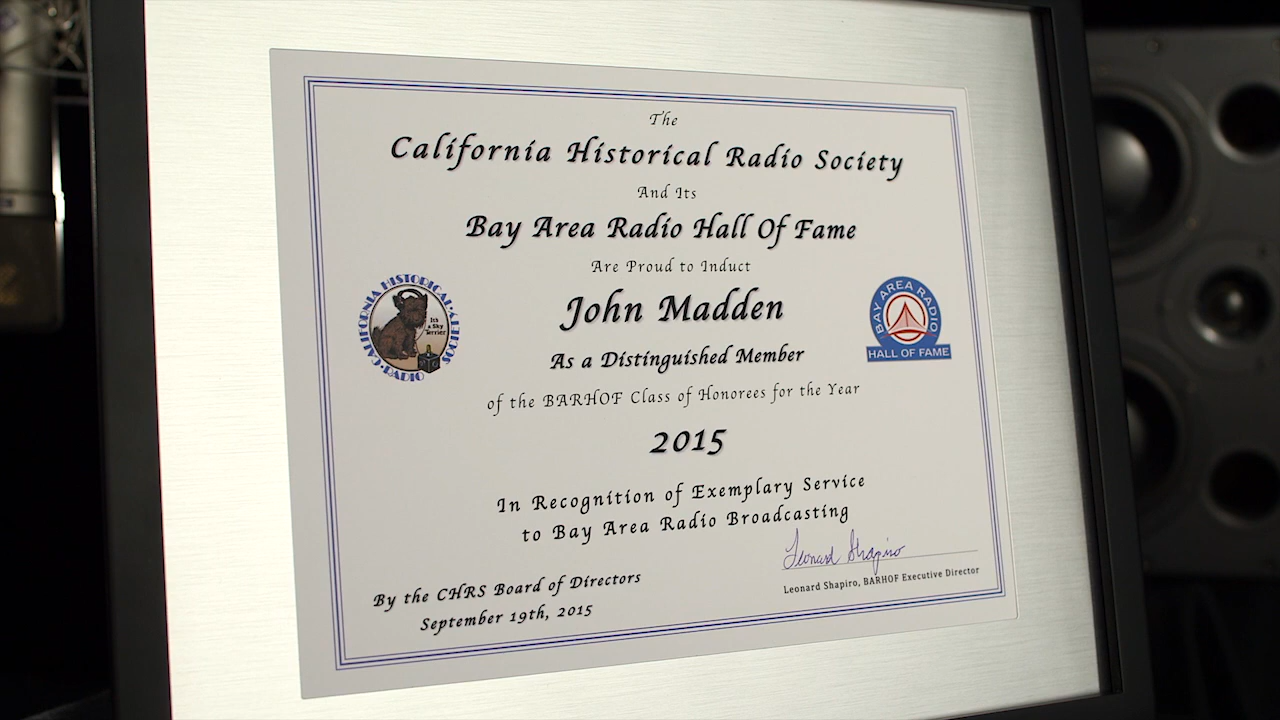 The
California Historical Radio Society
And Its
Bay Area Radio Hall Of Fame
Are Proud to Induct
John Madden
As a Distinguished Member
of the BARHOF Class of Honorees for the Year
2015
In Recognition of Exemplary Service
to Bay Area Radio Broadcasting
CALIFORNIA HISTORICAL RADIO SOCIETY
RADIO
It's
a Sky
Terrier
BAY AREA RADIO
HALL OF FAME
By the CHRS Board of Directors
September 19th, 2015
Leonard Shapiro
Leonard Shapiro, BARHOF Executive Director